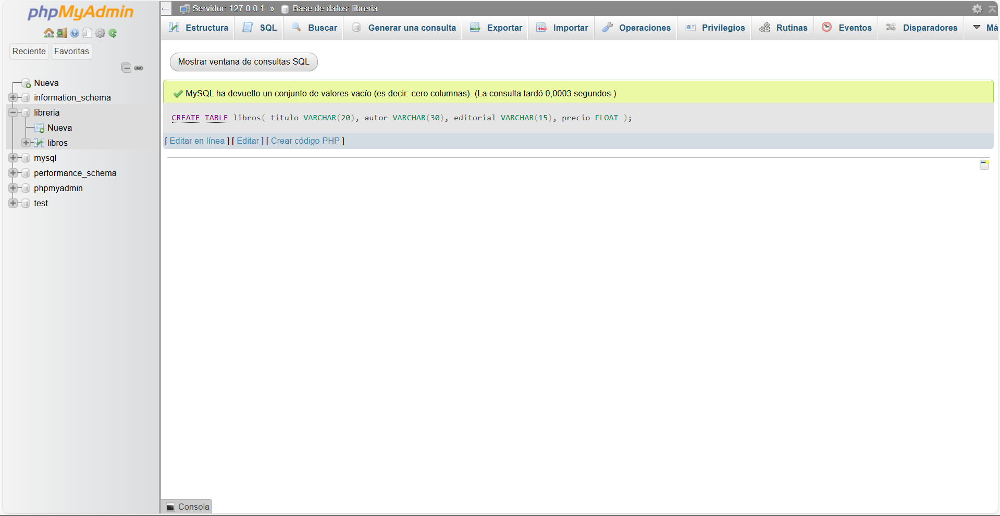 phpMyAdmin
Reciente Favoritas
Nueva
information_schema
libreria
Nueva
libros
mysql
performance_schema
phpmyadmin
test
← Servidor: 127.0.0.1 » Base de datos: libreria
Estructura SQL Buscar Generar una consulta Exportar Importar Operaciones Privilegios Rutinas Eventos Disparadores Má
Mostrar ventana de consultas SQL
MySQL ha devuelto un conjunto de valores vacío (es decir: cero columnas). (La consulta tardó 0,0003 segundos.)
CREATE TABLE libros( titulo VARCHAR(20), autor VARCHAR(30), editorial VARCHAR(15), precio FLOAT );
[ Editar en línea ] [ Editar ] [ Crear código PHP ]
Consola